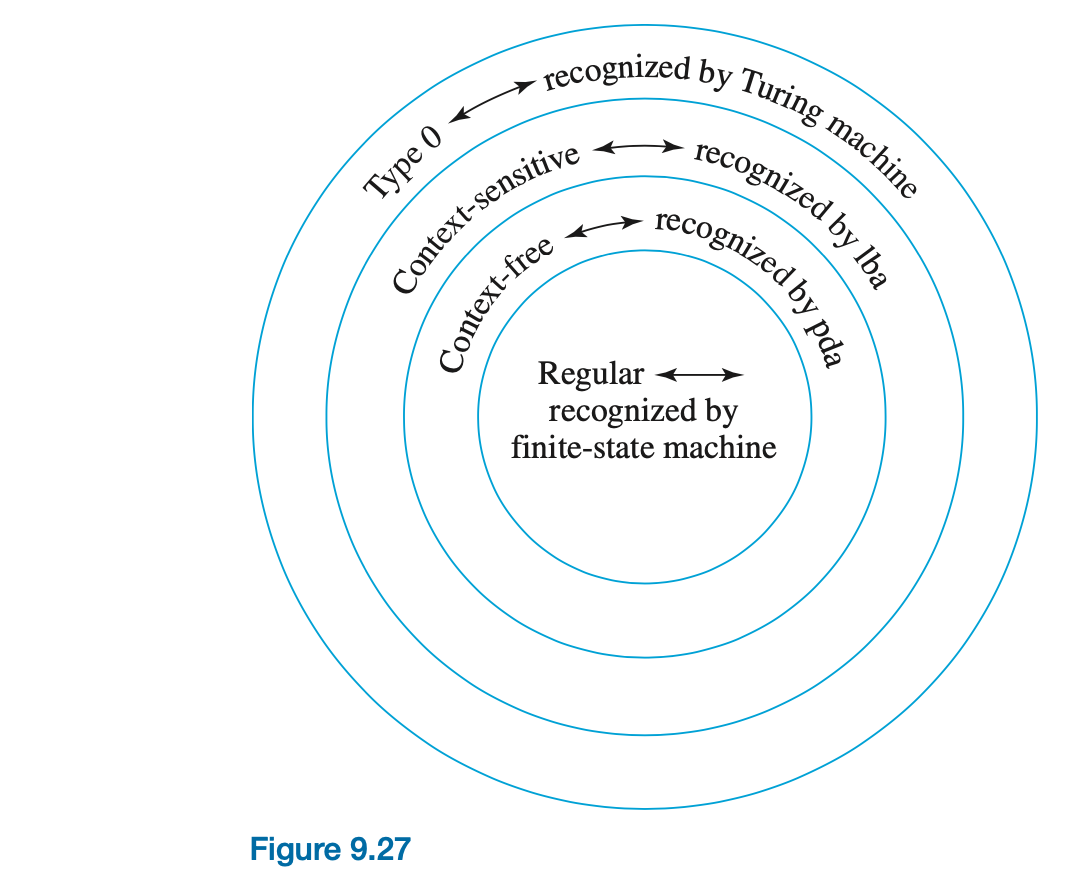 Type 0 ⟷ recognized by Turing machine
Context-sensitive ⟷ recognized by lba
Context-free ⟷ recognized by pda
Regular ⟷
recognized by
finite-state machine
Figure 9.27